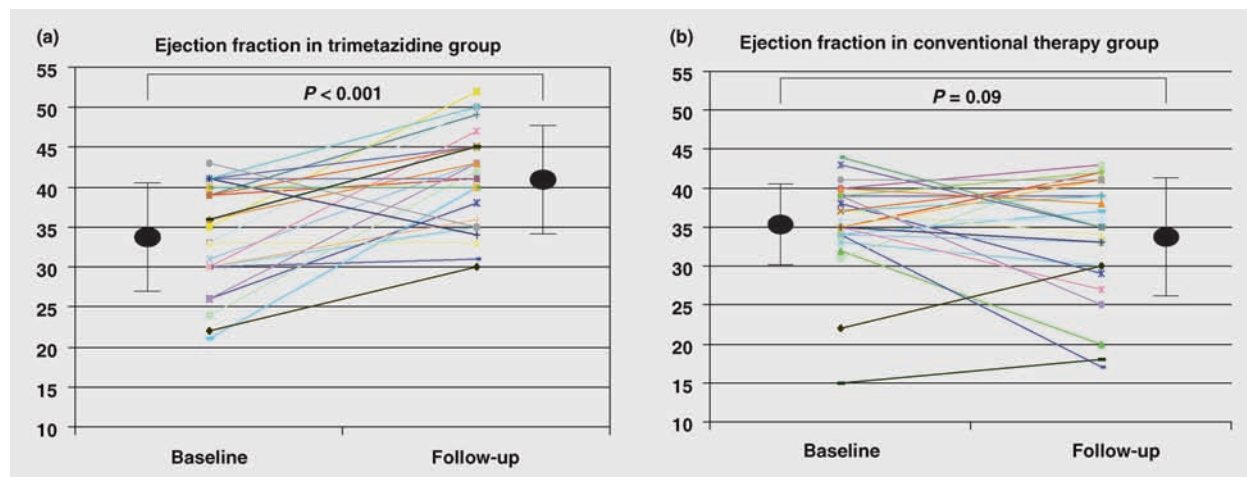 (a)
Ejection fraction in trimetazidine group
P < 0.001
55
50
45
40
35
30
25
20
15
10
Baseline Follow-up
(b)
Ejection fraction in conventional therapy group
P = 0.09
55
50
45
40
35
30
25
20
15
10
Baseline Follow-up